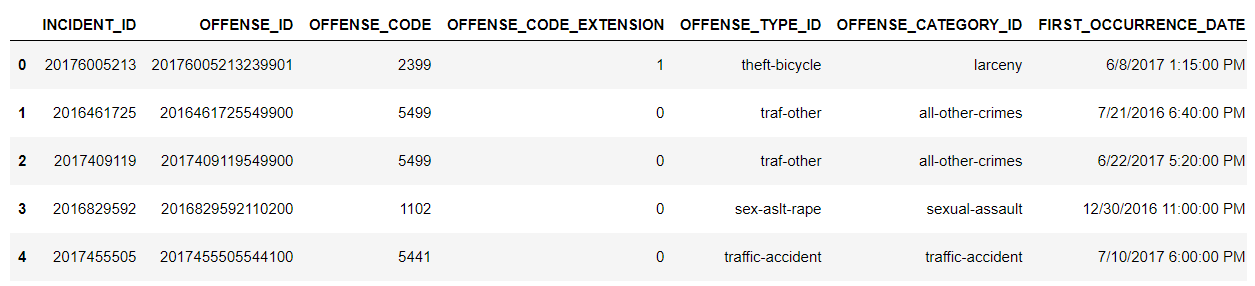 INCIDENT_ID OFFENSE_ID OFFENSE_CODE OFFENSE_CODE_EXTENSION OFFENSE_TYPE_ID OFFENSE_CATEGORY_ID FIRST_OCCURRENCE_DATE
0 20176005213 20176005213239901 2399 1 theft-bicycle larceny 6/8/2017 1:15:00 PM
1 2016461725 2016461725549900 5499 0 traf-other all-other-crimes 7/21/2016 6:40:00 PM
2 2017409119 2017409119549900 5499 0 traf-other all-other-crimes 6/22/2017 5:20:00 PM
3 2016829592 2016829592110200 1102 0 sex-aslt-rape sexual-assault 12/30/2016 11:00:00 PM
4 2017455505 2017455505544100 5441 0 traffic-accident traffic-accident 7/10/2017 6:00:00 PM